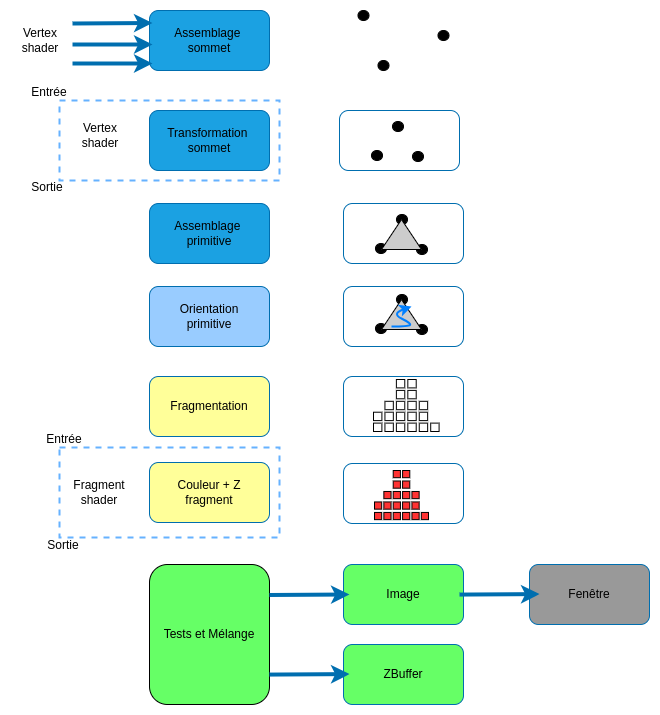 Vertex
shader
Assemblage
sommet
Entrée
Vertex
shader
Transformation
sommet
Sortie
Assemblage
primitive
Orientation
primitive
Fragmentation
Entrée
Fragment
shader
Couleur + Z
fragment
Sortie
Tests et Mélange
Image
Fenêtre
ZBuffer